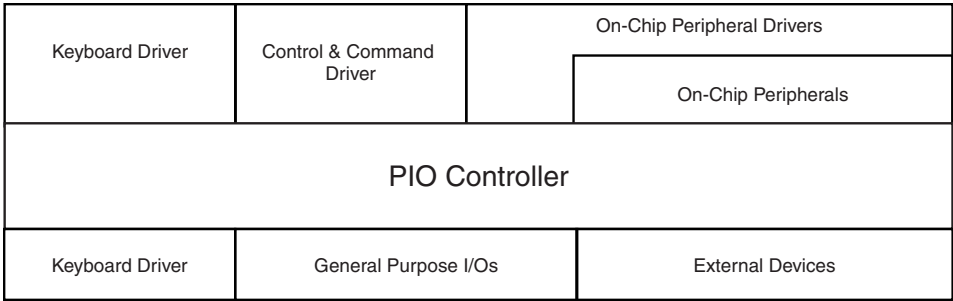 On-Chip Peripheral Drivers
Keyboard Driver
Control & Command
Driver
On-Chip Peripherals
PIO Controller
Keyboard Driver
General Purpose I/Os
External Devices